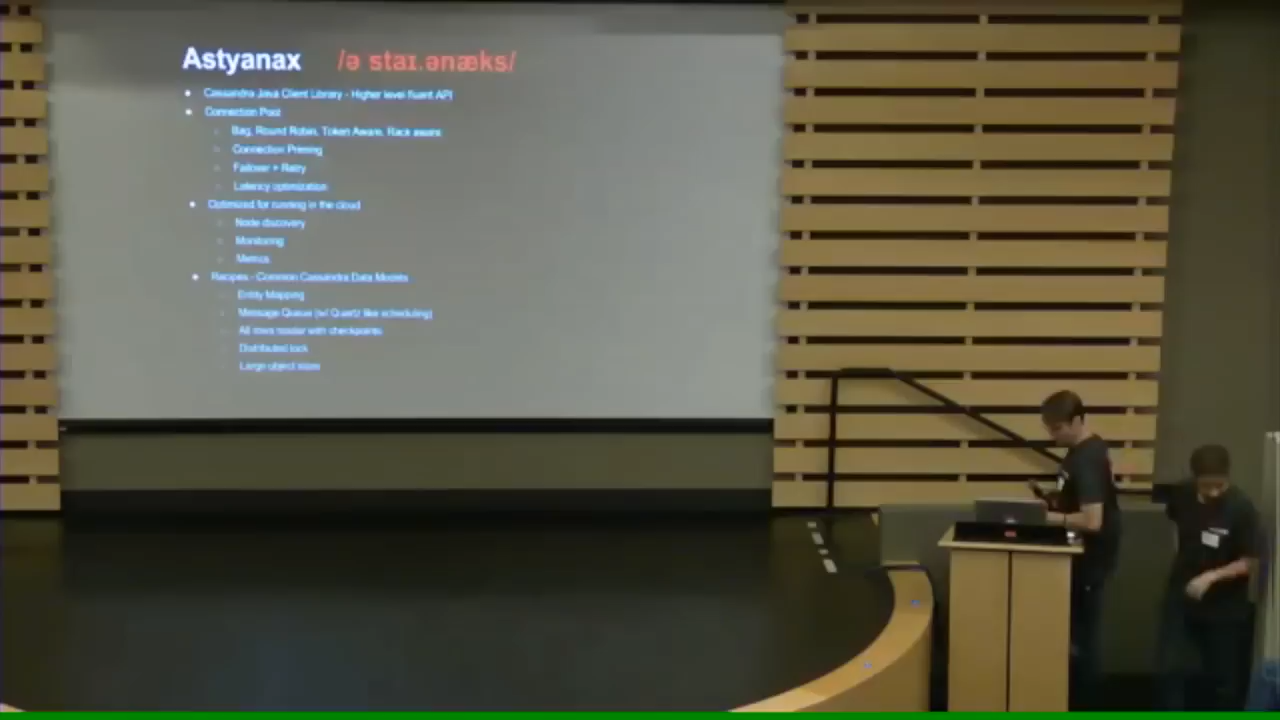 Astyanax /ə staɪ.ənæks/
Cassandra Java Client Library - Higher level fluent API
Connection Pool
Bag, Round Robin, Token Aware, Rack aware
Connection Priming
Failover + Retry
Latency optimization
Optimized for running in the cloud
Node discovery
Monitoring
Metrics
Recipes - Common Cassandra Data Models
Entity Mapping
Message Queue (w/ Quartz like scheduling)
All rows reader with checkpoints
Distributed lock
Large object store